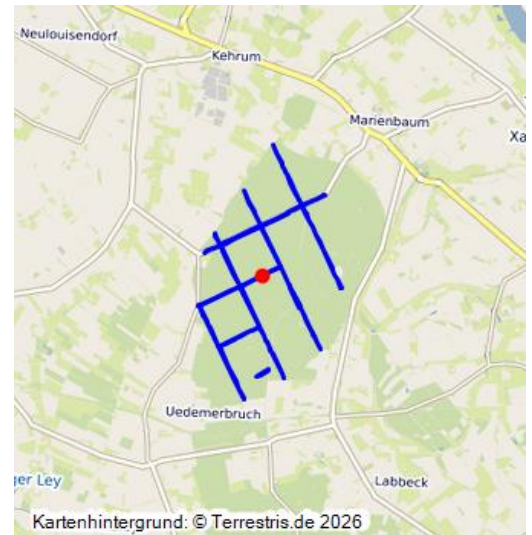 Neulouisendorf
Kehrum
Marienbaum
Xa
Uedemerbruch
ger Ley
Labbeck
Kartenhintergrund: © Terrestris.de 2026